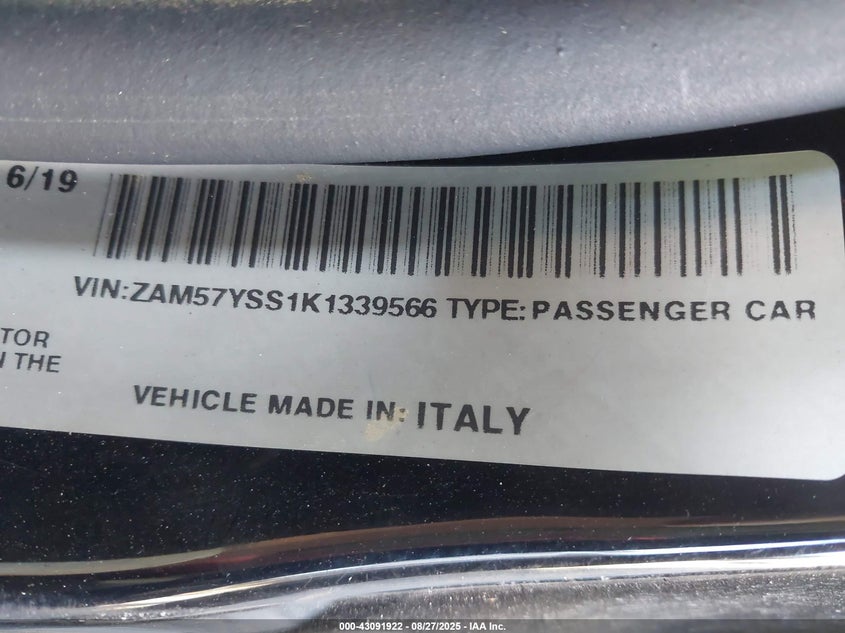 6/19
VIN:ZAM57YSS1K1339566 TYPE:PASSENGER CAR
TOR
N THE
VEHICLE MADE IN: ITALY
000-43091922 - 08/27/2025 - IAA Inc.